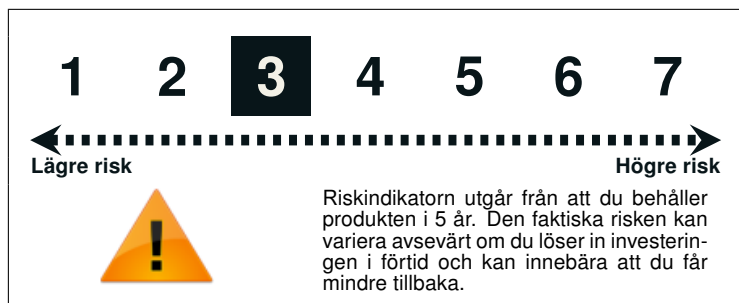 1 2 3 4 5 6 7
Lägre risk Högre risk
Riskindikatorn utgår från att du behåller
produkten i 5 år. Den faktiska risken kan
variera avsevärt om du löser in investerin-
gen i förtid och kan innebära att du får
mindre tillbaka.